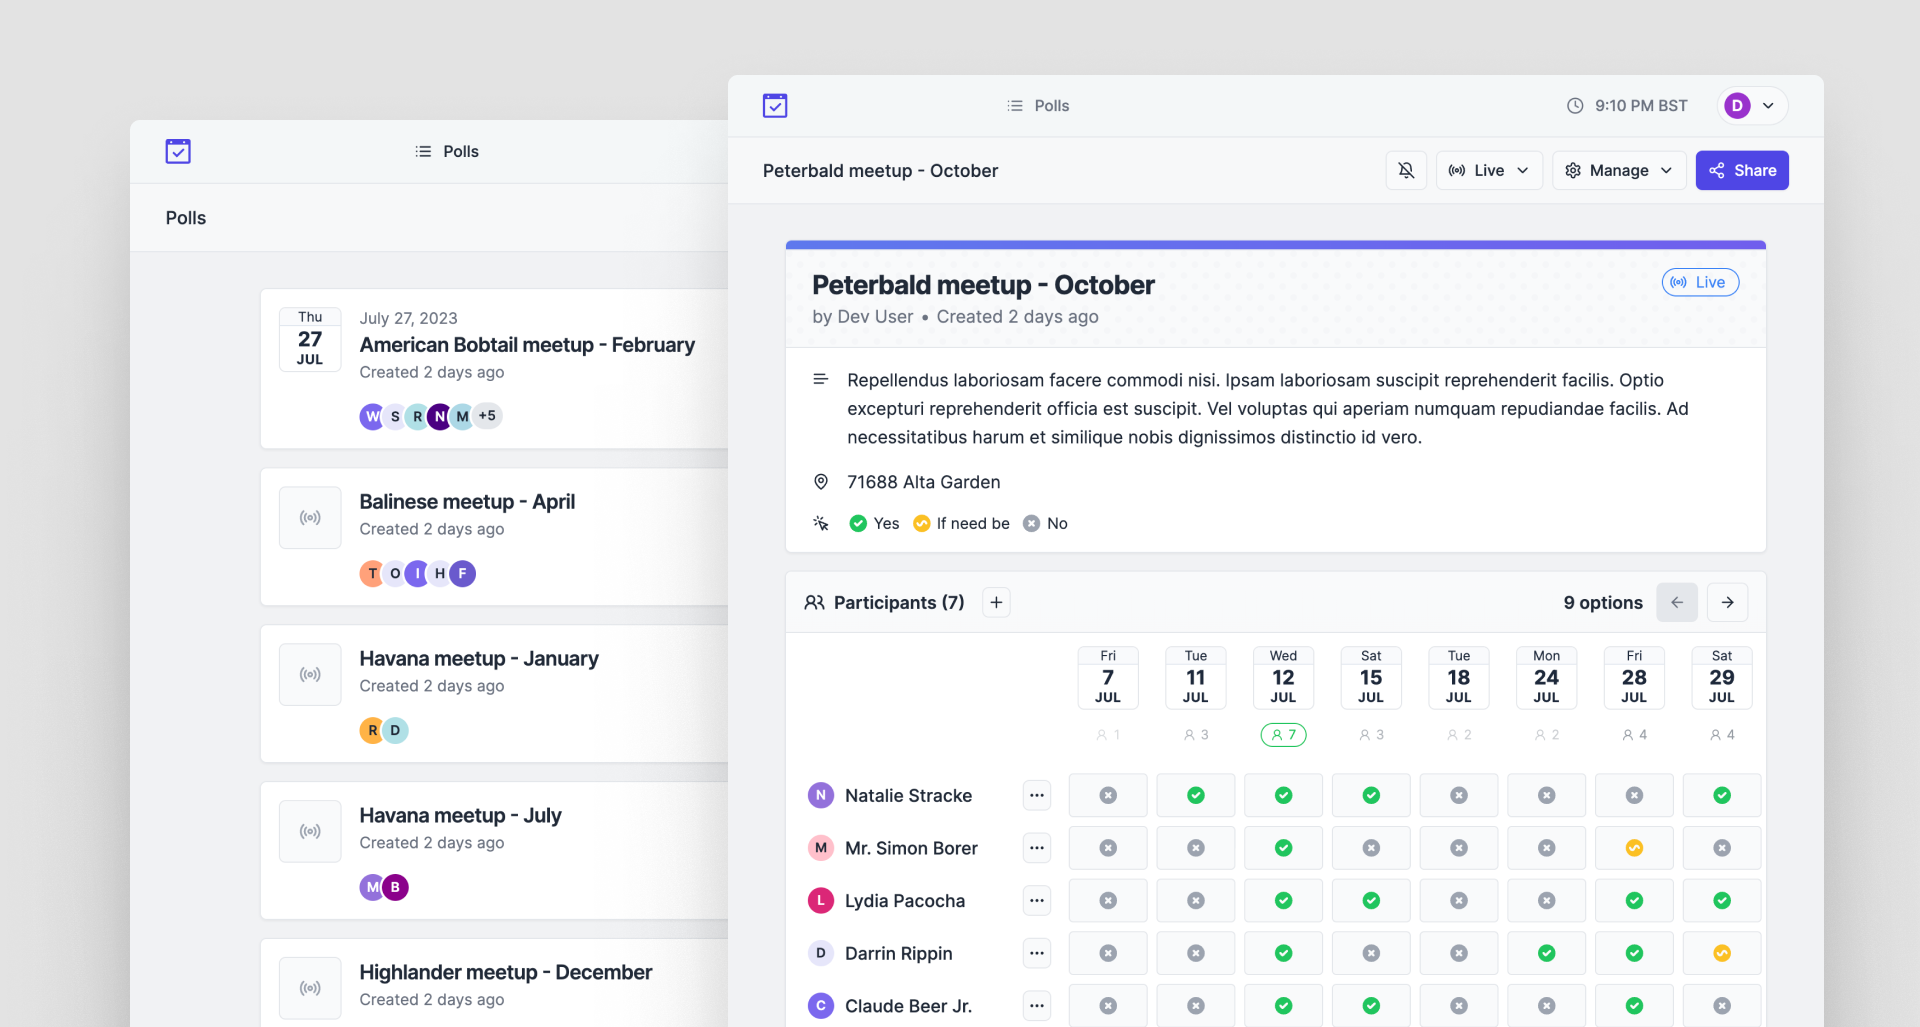 Polls
Polls
Thu
27
JUL
July 27, 2023
American Bobtail meetup - February
Created 2 days ago
W S R N M +5
Balinese meetup - April
Created 2 days ago
T O I H F
Havana meetup - January
Created 2 days ago
R D
Havana meetup - July
Created 2 days ago
M B
Highlander meetup - December
Created 2 days ago
Polls
9:10 PM BST
D
Peterbald meetup - October
Live
Manage
Share
Peterbald meetup - October
Live
by Dev User • Created 2 days ago
Repellendus laboriosam facere commodi nisi. Ipsam laboriosam suscipit reprehenderit facilis. Optio
excepturi reprehenderit officia est suscipit. Vel voluptas qui aperiam numquam repudiandae facilis. Ad
necessitatibus harum et similique nobis dignissimos distinctio id vero.
71688 Alta Garden
Yes If need be No
Participants (7)
9 options
Fri Tue Wed Sat Tue Mon Fri Sat
7 11 12 15 18 24 28 29
JUL JUL JUL JUL JUL JUL JUL JUL
1 3 7 3 2 2 4 4
N Natalie Stracke
M Mr. Simon Borer
L Lydia Pacocha
D Darrin Rippin
C Claude Beer Jr.